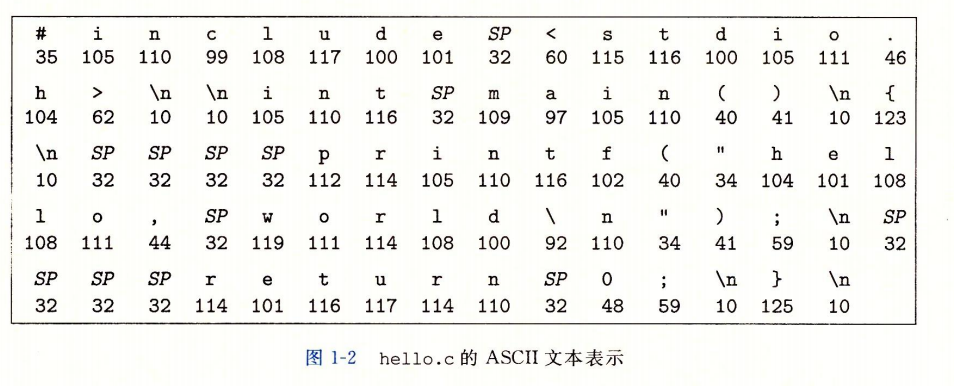 # i n c l u d e SP < s t d i o .
35 105 110 99 108 117 100 101 32 60 115 116 100 105 111 46
h > \n \n i n t SP m a i n ( ) \n {
104 62 10 10 105 110 116 32 109 97 105 110 40 41 10 123
\n SP SP SP SP p r i n t f ( " h e l
10 32 32 32 32 112 114 105 110 116 102 40 34 104 101 108
l o , SP w o r l d \ n " ) ; \n SP
108 111 44 32 119 111 114 108 100 92 110 34 41 59 10 32
SP SP SP r e t u r n SP 0 ; \n } \n
32 32 32 114 101 116 117 114 110 32 48 59 10 125 10
图 1-2 hello.c 的 ASCII 文本表示